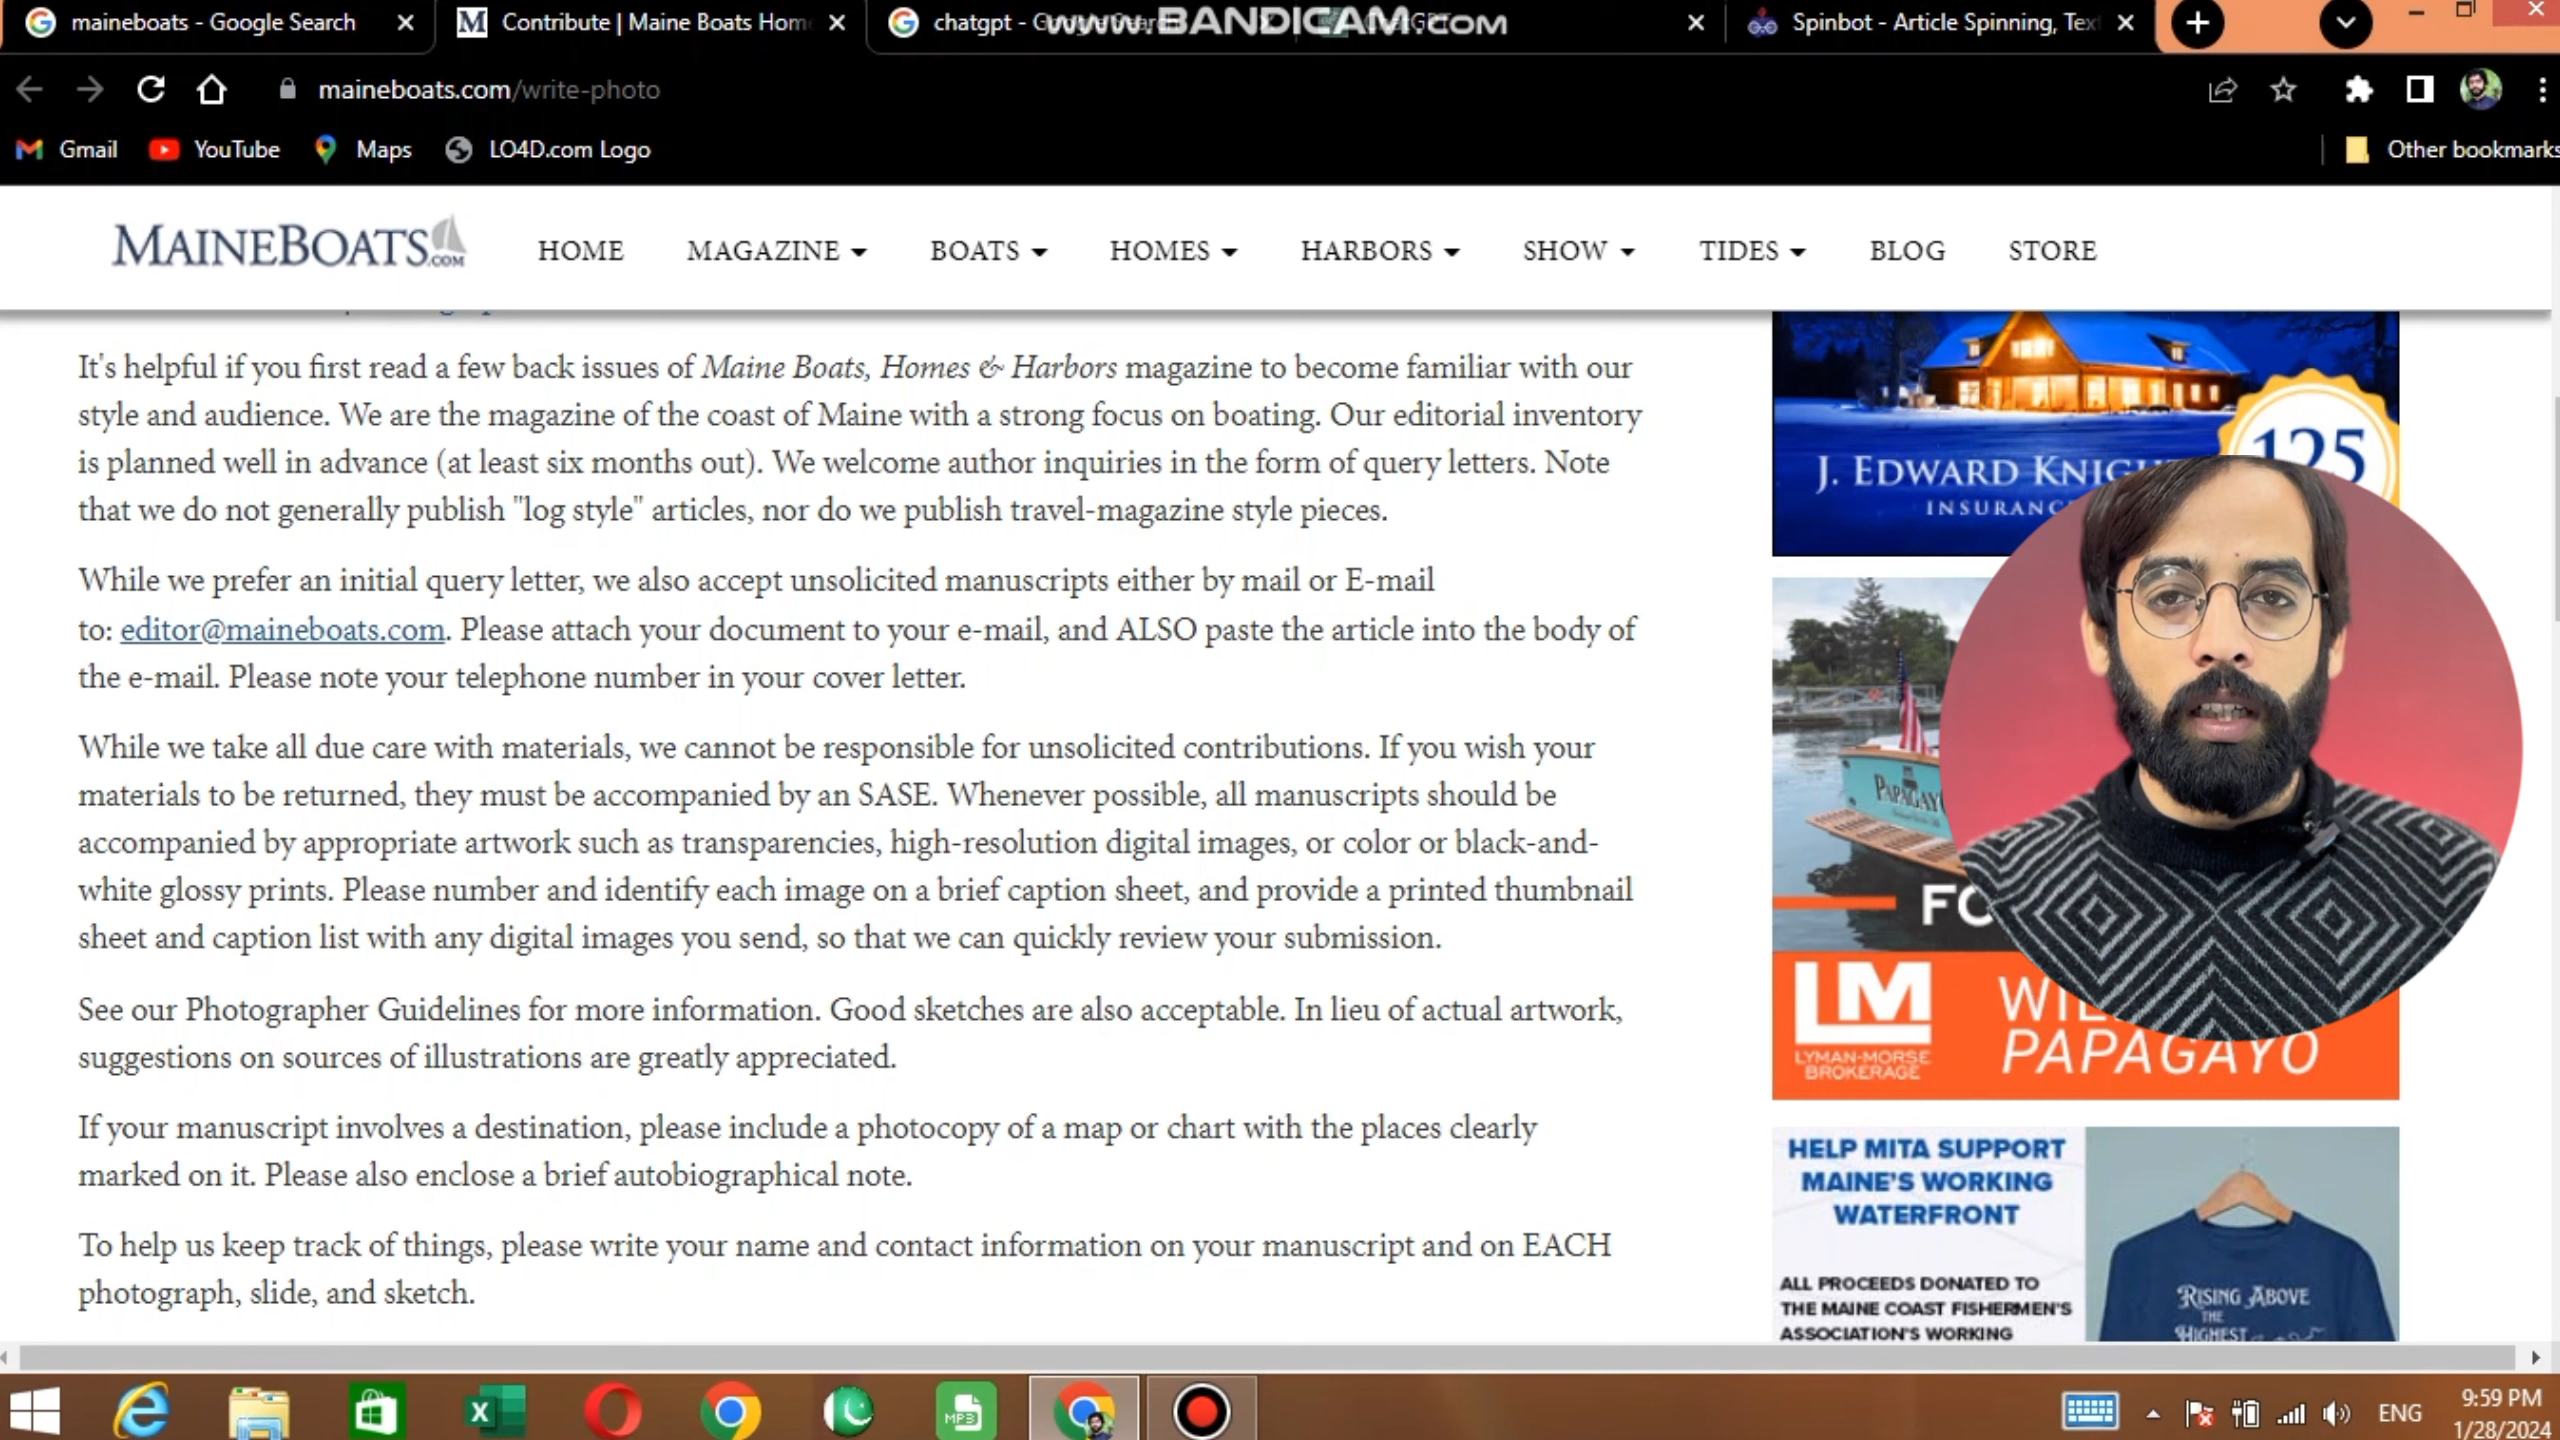 maineboats - Google Search
Contribute | Maine Boats Hom
chatgpt - Google Search
www.BANDICAM.com
Spinbot - Article Spinning, Tex
maineboats.com/write-photo
Gmail
YouTube
Maps
LO4D.com Logo
Other bookmarks
MAINEBOATS.COM
HOME
MAGAZINE
BOATS
HOMES
HARBORS
SHOW
TIDES
BLOG
STORE
It's helpful if you first read a few back issues of Maine Boats, Homes & Harbors magazine to become familiar with our
style and audience. We are the magazine of the coast of Maine with a strong focus on boating. Our editorial inventory
is planned well in advance (at least six months out). We welcome author inquiries in the form of query letters. Note
that we do not generally publish "log style" articles, nor do we publish travel-magazine style pieces.
While we prefer an initial query letter, we also accept unsolicited manuscripts either by mail or E-mail
to: editor@maineboats.com. Please attach your document to your e-mail, and ALSO paste the article into the body of
the e-mail. Please note your telephone number in your cover letter.
While we take all due care with materials, we cannot be responsible for unsolicited contributions. If you wish your
materials to be returned, they must be accompanied by an SASE. Whenever possible, all manuscripts should be
accompanied by appropriate artwork such as transparencies, high-resolution digital images, or color or black-and-
white glossy prints. Please number and identify each image on a brief caption sheet, and provide a printed thumbnail
sheet and caption list with any digital images you send, so that we can quickly review your submission.
See our Photographer Guidelines for more information. Good sketches are also acceptable. In lieu of actual artwork,
suggestions on sources of illustrations are greatly appreciated.
If your manuscript involves a destination, please include a photocopy of a map or chart with the places clearly
marked on it. Please also enclose a brief autobiographical note.
To help us keep track of things, please write your name and contact information on your manuscript and on EACH
photograph, slide, and sketch.
125
J. EDWARD KNIGH
INSURANC
PAPAGAY
FO
LM
LYMAN-MORSE
BROKERAGE
WI
PAPAGAYO
HELP MITA SUPPORT
MAINE'S WORKING
WATERFRONT
ALL PROCEEDS DONATED TO
THE MAINE COAST FISHERMEN'S
ASSOCIATION'S WORKING
RISING ABOVE
THE
HIGHEST
MP3
ENG
9:59 PM
1/28/2024